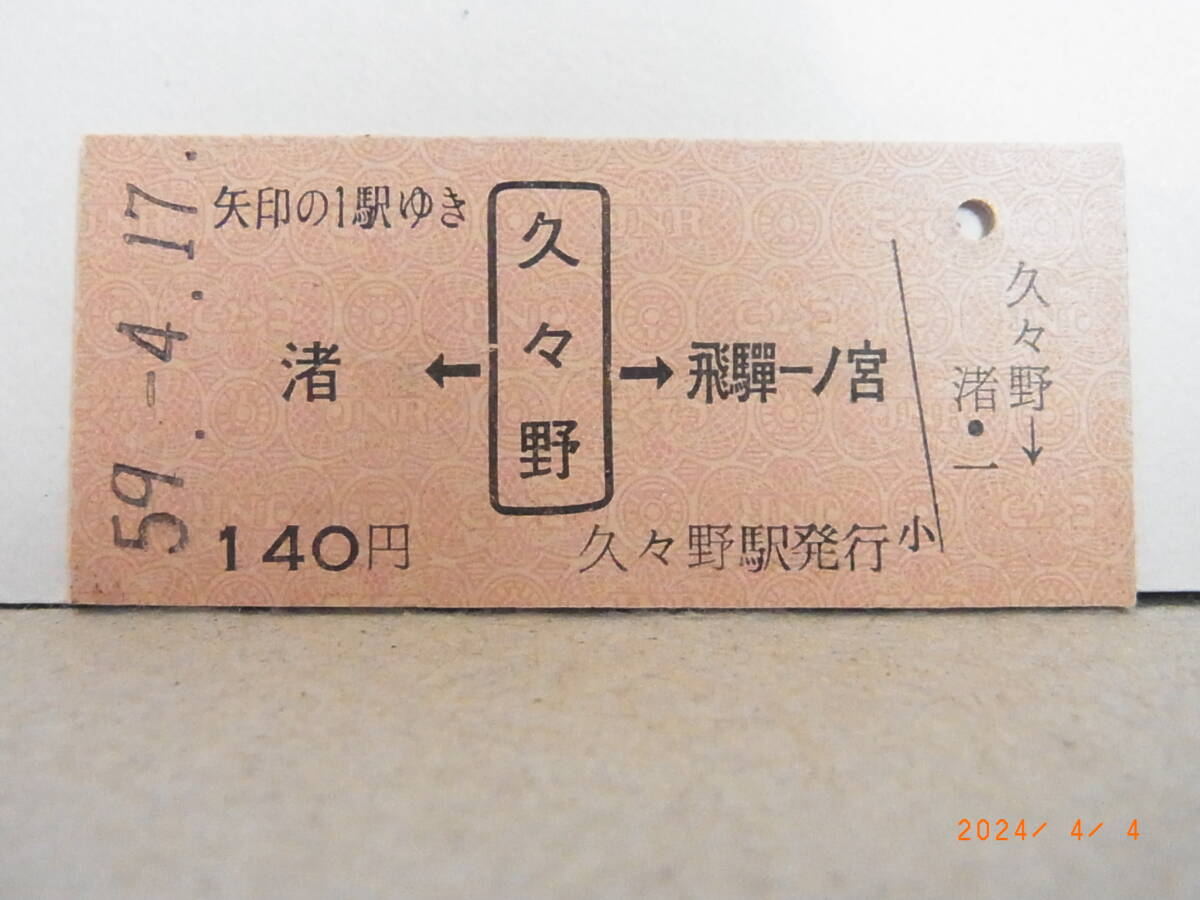 59.-4.17.
矢印の1駅ゆき
渚 ← 久々野 → 飛驒一ノ宮
140円
久々野駅発行
小
久々野→
渚・一
2024/ 4/ 4